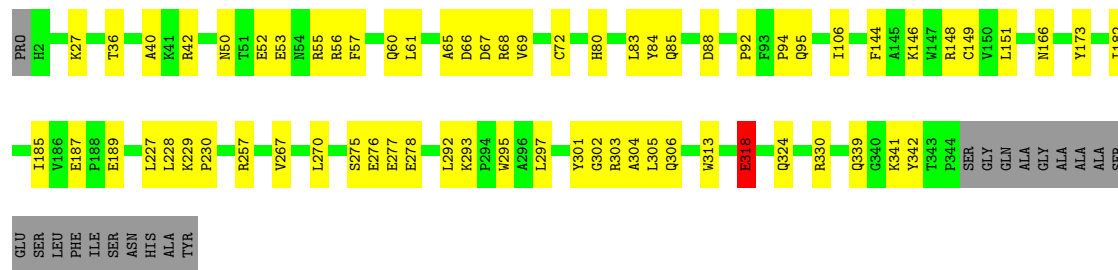 PRO H2 K27 T36 A40 K41 R42 N50 T51 E52 E53 N54 R55 R56 F57 Q60 L61 A65 D66 D67 R68 V69 C72 H80 L83 Y84 Q85 D88 P92 F93 P94 Q95 I106 F144 A145 K146 W147 R148 C149 V150 L151 N166 Y173 I182
I185 V186 E187 P188 E189 L227 L228 K229 P230 R257 V267 L270 S275 E276 E277 E278 L292 K293 P294 W295 A296 L297 Y301 G302 R303 A304 L305 Q306 W313 E318 Q324 R330 Q339 G340 K341 Y342 T343 P344 SER GLY GLN ALA GLY ALA ALA ALA SER
GLU SER LEU PHE ILE SER ASN HIS ALA TYR